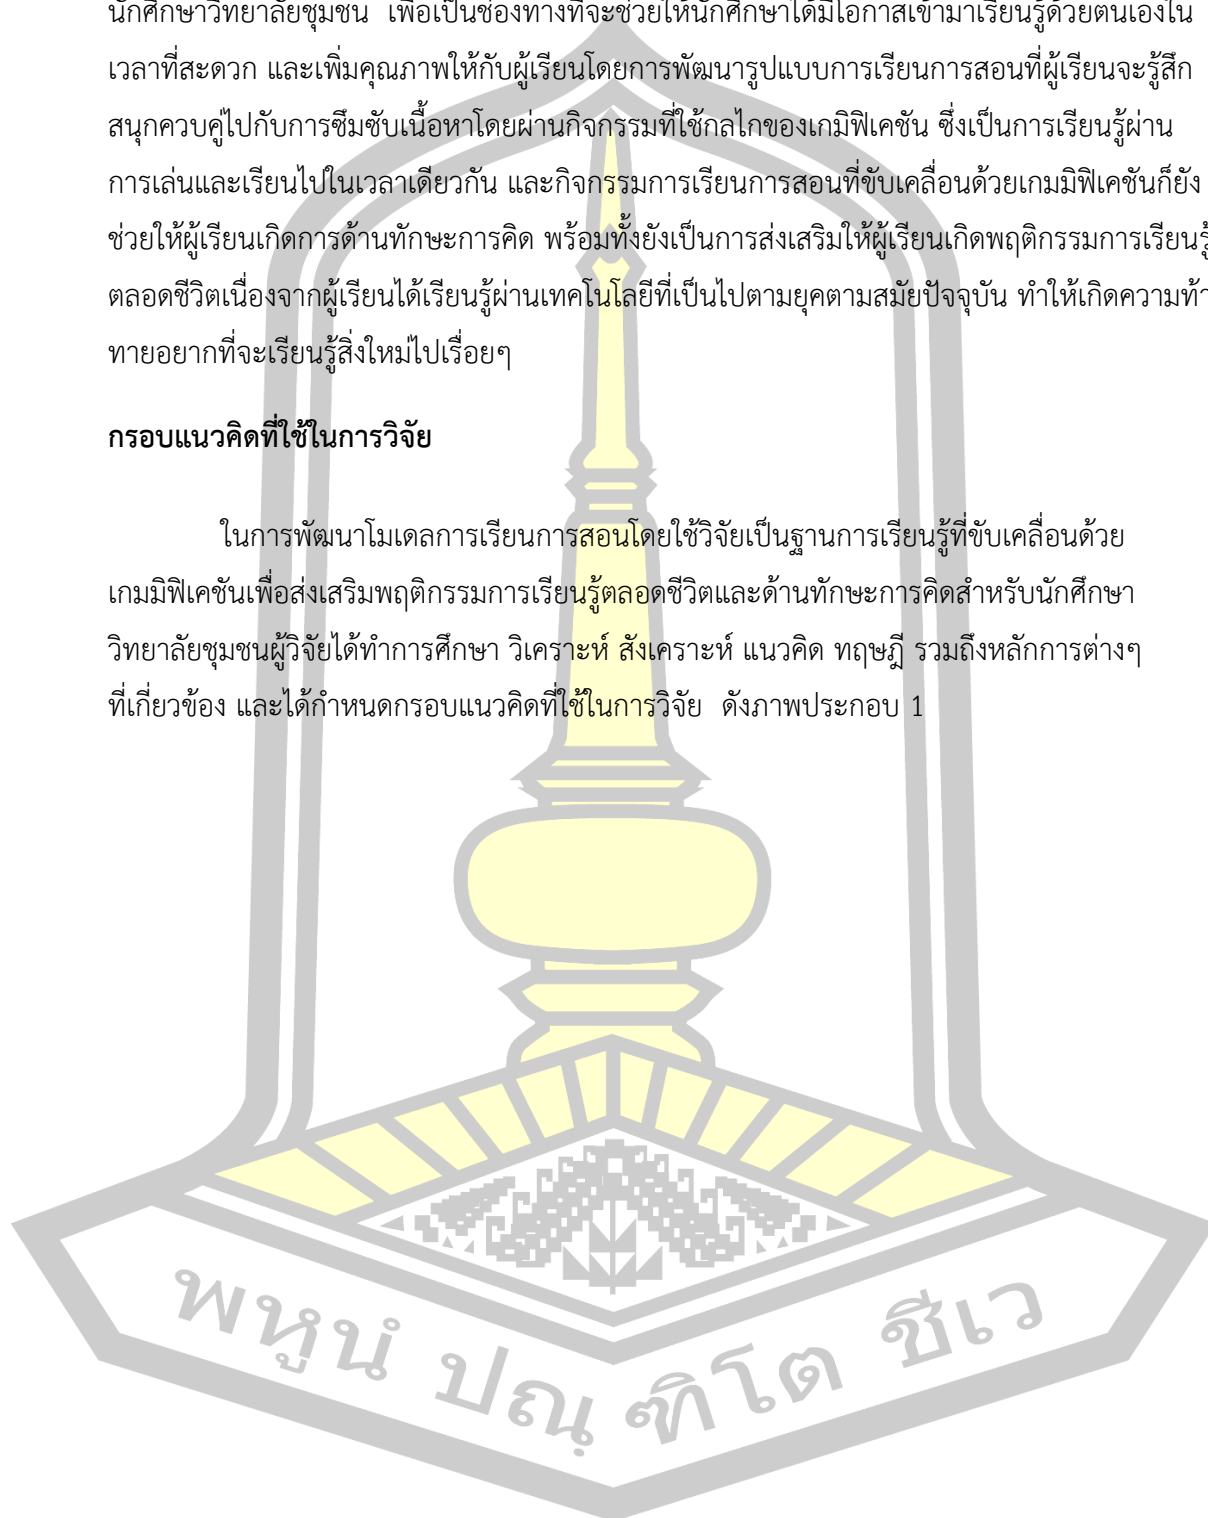 นักศึกษาวิทยาลัยชุมชน เพื่อเป็นช่องทางที่จะช่วยให้นักศึกษาได้มีโอกาสเข้ามาเรียนรู้ด้วยตนเองใน
เวลาที่สะดวก และเพิ่มคุณภาพให้กับผู้เรียนโดยการพัฒนารูปแบบการเรียนการสอนที่ผู้เรียนจะรู้สึก
สนุกควบคู่ไปกับการซึมซับเนื้อหาโดยผ่านกิจกรรมที่ใช้กลไกของเกมิฟิเคชัน ซึ่งเป็นการเรียนรู้ผ่าน
การเล่นและเรียนไปในเวลาเดียวกัน และกิจกรรมการเรียนการสอนที่ขับเคลื่อนด้วยเกมมิฟิเคชันก็ยัง
ช่วยให้ผู้เรียนเกิดการด้านทักษะการคิด พร้อมทั้งยังเป็นการส่งเสริมให้ผู้เรียนเกิดพฤติกรรมการเรียนรู้
ตลอดชีวิตเนื่องจากผู้เรียนได้เรียนรู้ผ่านเทคโนโลยีที่เป็นไปตามยุคตามสมัยปัจจุบัน ทำให้เกิดความท้า
ทายอยากที่จะเรียนรู้สิ่งใหม่ไปเรื่อยๆ
กรอบแนวคิดที่ใช้ในการวิจัย
ในการพัฒนาโมเดลการเรียนการสอนโดยใช้วิจัยเป็นฐานการเรียนรู้ที่ขับเคลื่อนด้วย
เกมมิฟิเคชันเพื่อส่งเสริมพฤติกรรมการเรียนรู้ตลอดชีวิตและด้านทักษะการคิดสำหรับนักศึกษา
วิทยาลัยชุมชนผู้วิจัยได้ทำการศึกษา วิเคราะห์ สังเคราะห์ แนวคิด ทฤษฎี รวมถึงหลักการต่างๆ
ที่เกี่ยวข้อง และได้กำหนดกรอบแนวคิดที่ใช้ในการวิจัย ดังภาพประกอบ 1
พหูนํ ปณฺฑิโต ชีเว